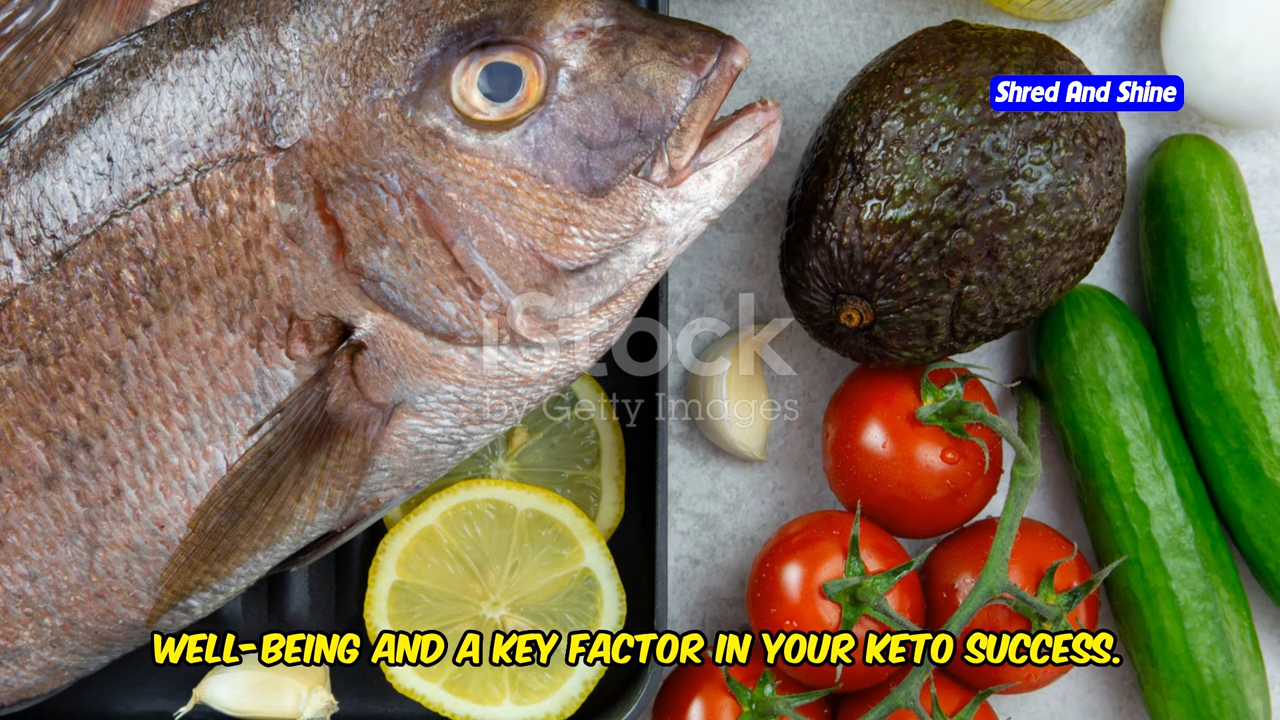 Shred And Shine
iStock
by Getty Images
WELL-BEING AND A KEY FACTOR IN YOUR KETO SUCCESS.